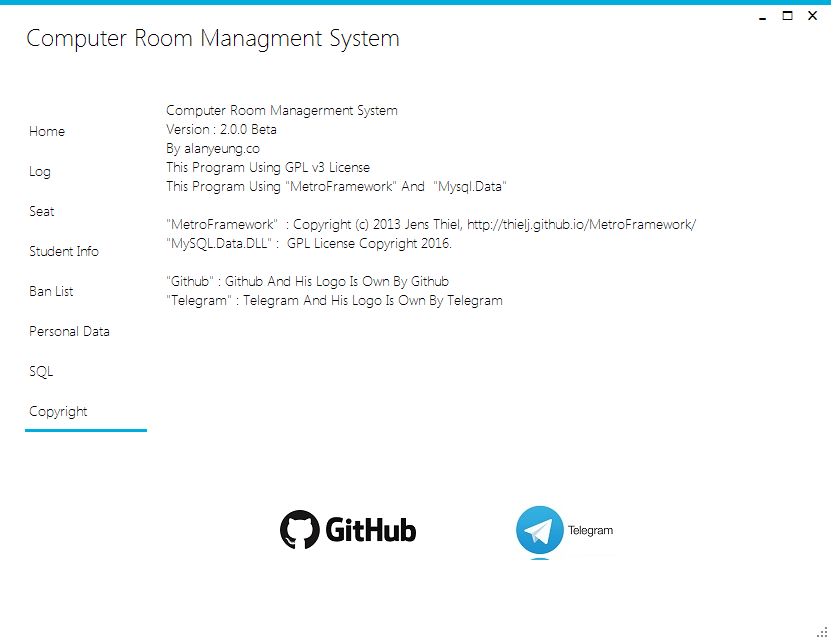 Computer Room Managment System
Home
Log
Seat
Student Info
Ban List
Personal Data
SQL
Copyright
Computer Room Managerment System
Version : 2.0.0 Beta
By alanyeung.co
This Program Using GPL v3 License
This Program Using "MetroFramework" And  "Mysql.Data"
"MetroFramework"  : Copyright (c) 2013 Jens Thiel, http://thielj.github.io/MetroFramework/
"MySQL.Data.DLL" :  GPL License Copyright 2016.
"Github" : Github And His Logo Is Own By Github
"Telegram" : Telegram And His Logo Is Own By Telegram
GitHub
Telegram